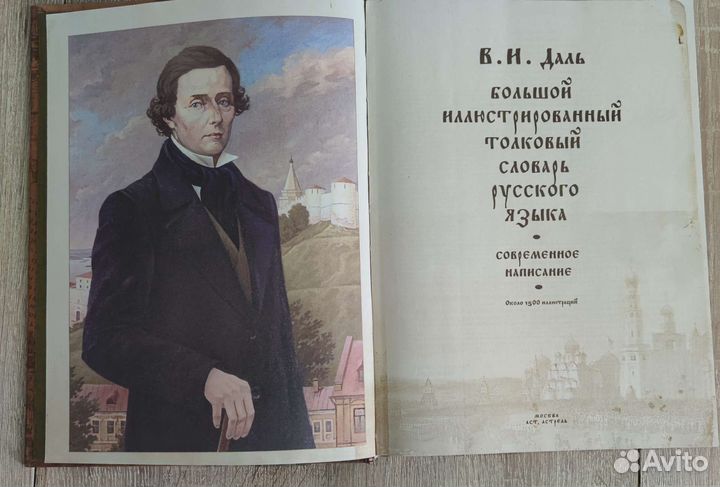 В. И. Даль
БОЛЬШОЙ
ИЛЛЮСТРИРОВАННЫЙ
ТОЛКОВЫЙ
СЛОВАРЬ
РУССКОГО
ЯЗЫКА
СОВРЕМЕННОЕ
НАПИСАНИЕ
Около 1500 иллюстраций
МОСКВА
АСТ, АСТРЕЛЬ
Avito